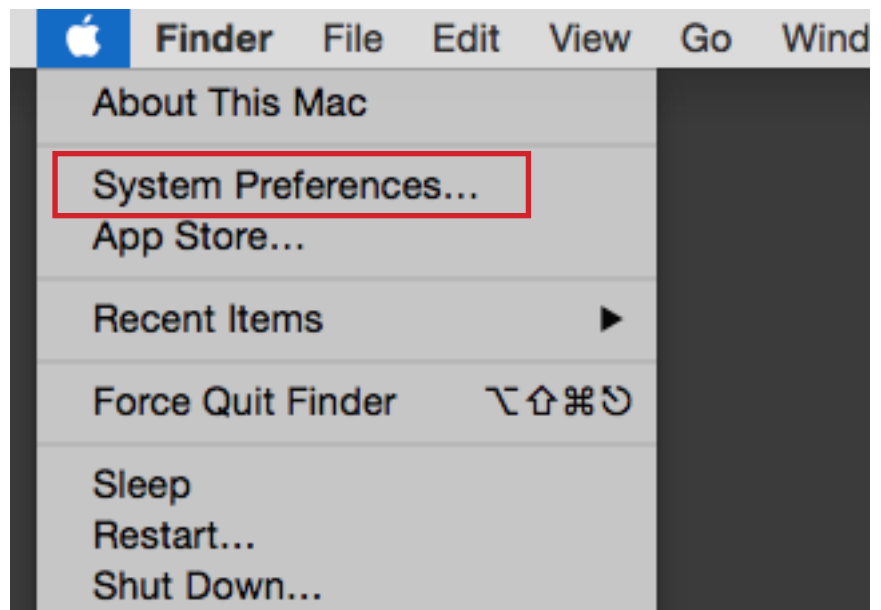 Finder File Edit View Go Wind
About This Mac
System Preferences...
App Store...
Recent Items ▶
Force Quit Finder ⌥⇧⌘⎋
Sleep
Restart...
Shut Down...